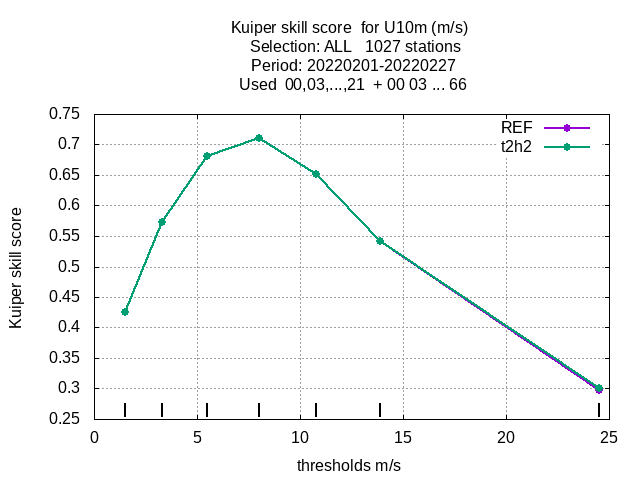 Kuiper skill score  for U10m (m/s)
Selection: ALL   1027 stations
Period: 20220201-20220227
Used  00,03,...,21  + 00 03 ... 66
REF
t2h2
0.75
0.7
0.65
0.6
0.55
0.5
0.45
0.4
0.35
0.3
0.25
Kuiper skill score
0 5 10 15 20 25
thresholds m/s